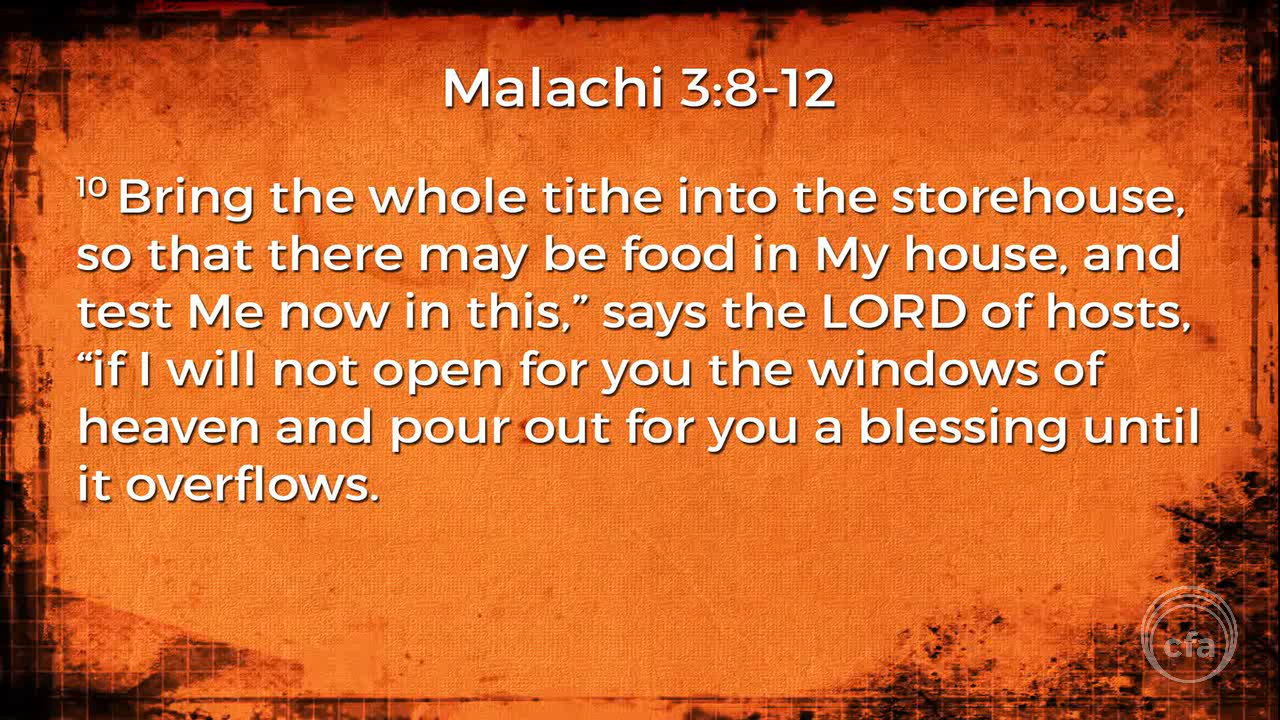 Malachi 3:8-12
10 Bring the whole tithe into the storehouse,
so that there may be food in My house, and
test Me now in this,” says the LORD of hosts,
“if I will not open for you the windows of
heaven and pour out for you a blessing until
it overflows.
cfa